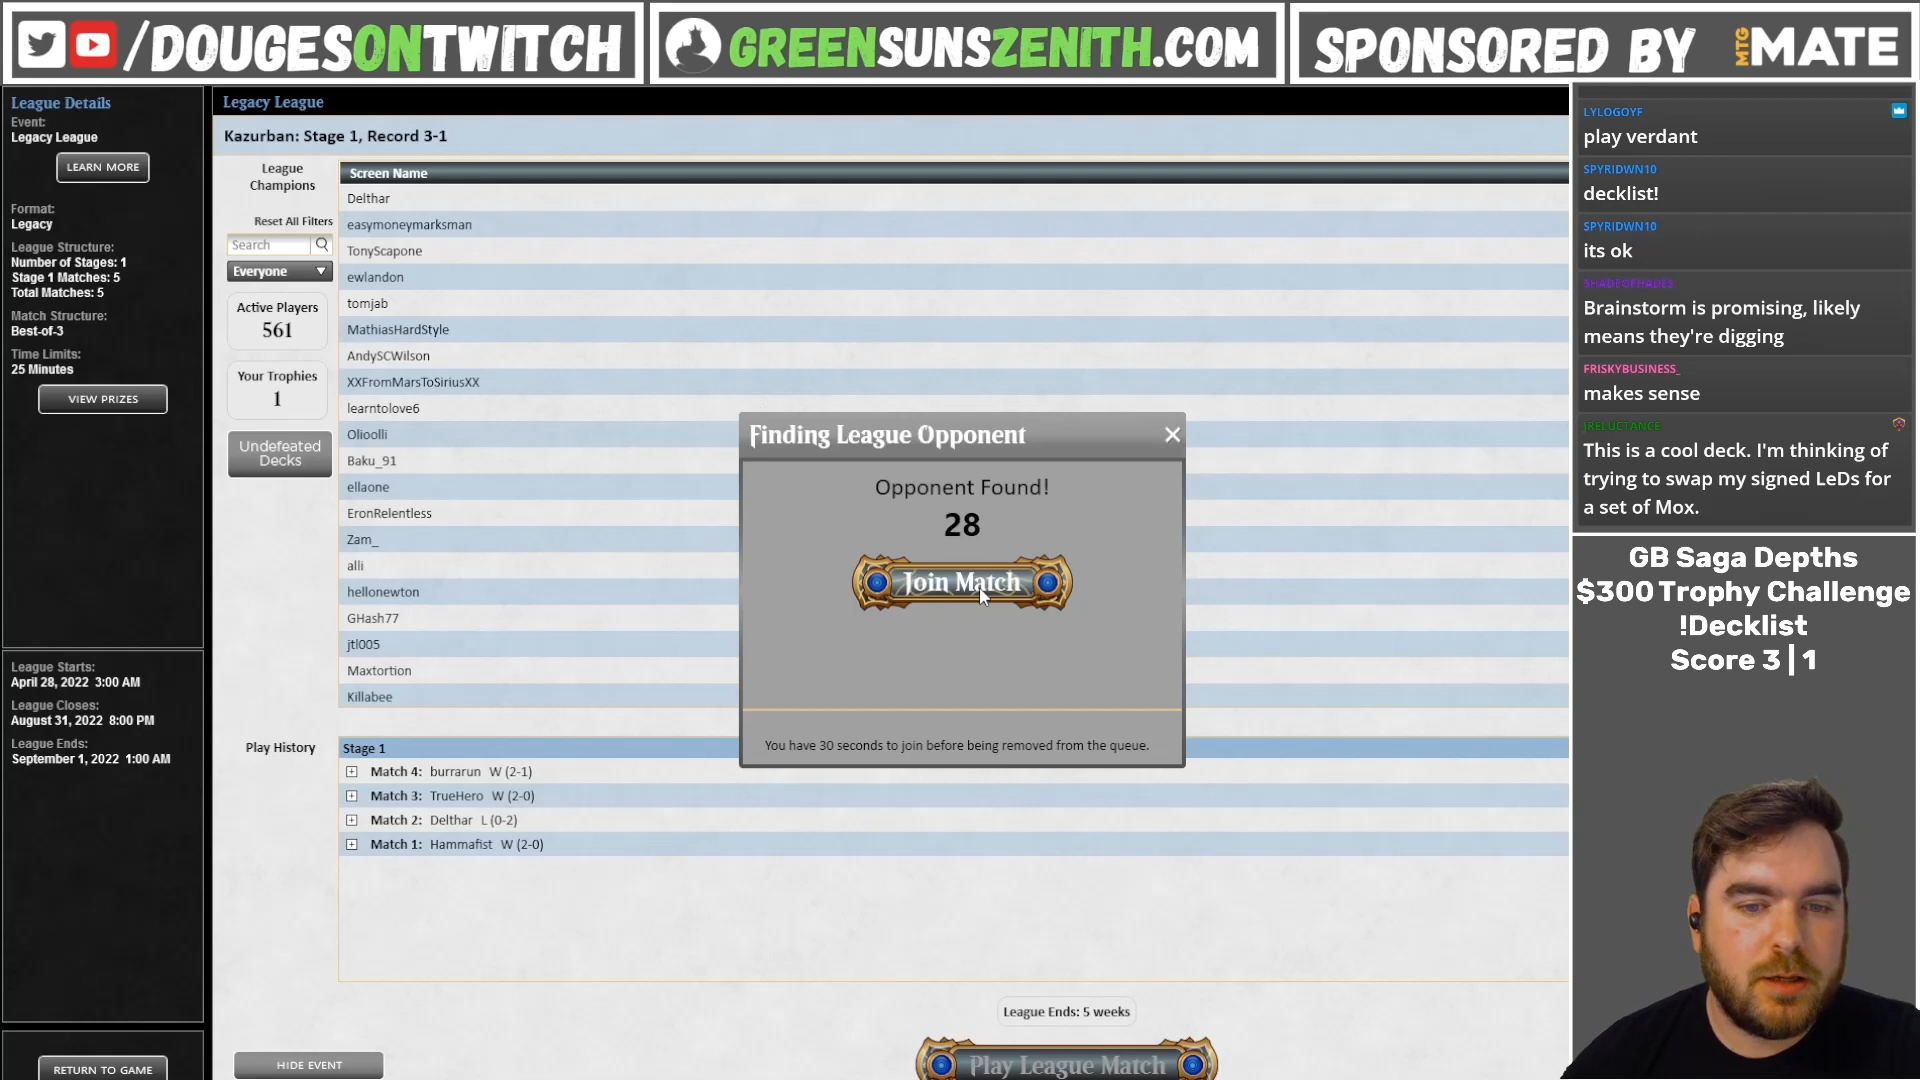 /DOUGESONTWITCH
GREENSUNSZENITH.COM
SPONSORED BY MTG MATE
League Details
Event:
Legacy League
LEARN MORE
Format:
Legacy
League Structure:
Number of Stages: 1
Stage 1 Matches: 5
Total Matches: 5
Match Structure:
Best-of-3
Time Limits:
25 Minutes
VIEW PRIZES
League Starts:
April 28, 2022 3:00 AM
League Closes:
August 31, 2022 8:00 PM
League Ends:
September 1, 2022 1:00 AM
RETURN TO GAME
Legacy League
Kazurban: Stage 1, Record 3-1
League
Champions
Reset All Filters
Search
Everyone
Active Players
561
Your Trophies
1
Undefeated
Decks
Screen Name
Delthar
easymoneymarksman
TonyScapone
ewlandon
tomjab
MathiasHardStyle
AndySCWilson
XXFromMarsToSiriusXX
learntolove6
Olioolli
Baku_91
ellaone
EronRelentless
Zam_
alli
hellonewton
GHash77
jtl005
Maxtortion
Killabee
Play History
Stage 1
Match 4: burrarun W (2-1)
Match 3: TrueHero W (2-0)
Match 2: Delthar L (0-2)
Match 1: Hammafist W (2-0)
League Ends: 5 weeks
HIDE EVENT
Play League Match
Finding League Opponent
Opponent Found!
28
Join Match
You have 30 seconds to join before being removed from the queue.
LYLOGOYF
play verdant
SPYRIDWN10
decklist!
SPYRIDWN10
its ok
SHADEOFHADES
Brainstorm is promising, likely
means they're digging
FRISKYBUSINESS_
makes sense
JRELUCTANCE
This is a cool deck. I'm thinking of
trying to swap my signed LeDs for
a set of Mox.
GB Saga Depths
$300 Trophy Challenge
!Decklist
Score 3 | 1